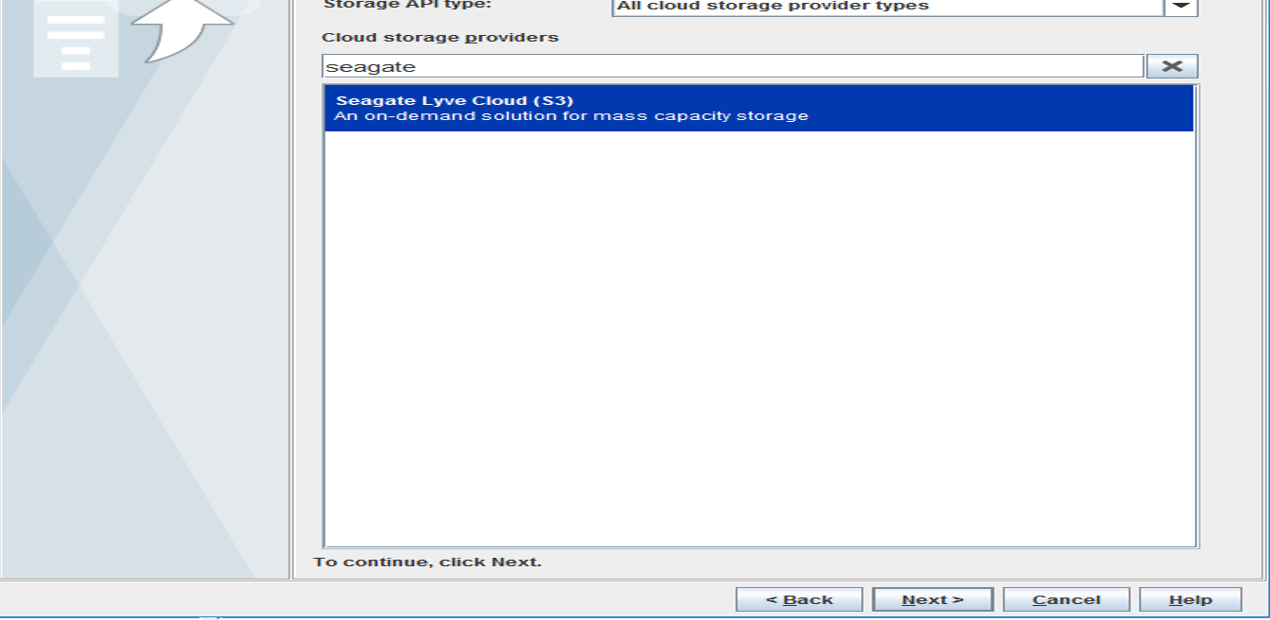 Storage API type: All cloud storage provider types
Cloud storage providers
seagate
Seagate Lyve Cloud (S3)
An on-demand solution for mass capacity storage
To continue, click Next.
< Back Next > Cancel Help